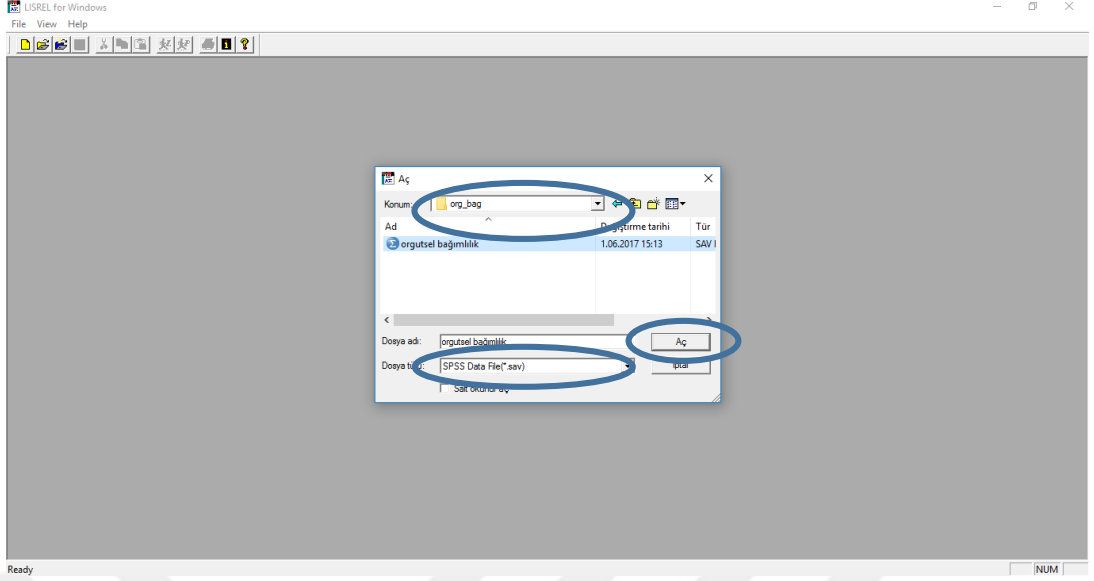 LISREL for Windows
File View Help
Aç
Konum: org_bag
Ad Değiştirme tarihi Tür
orgutsel bağımlılık 1.06.2017 15:13 SAV
Dosya adı: orgutsel bağımlılık Aç
Dosya türü: SPSS Data File(*.sav) İptal
Salt okunur aç
Ready NUM